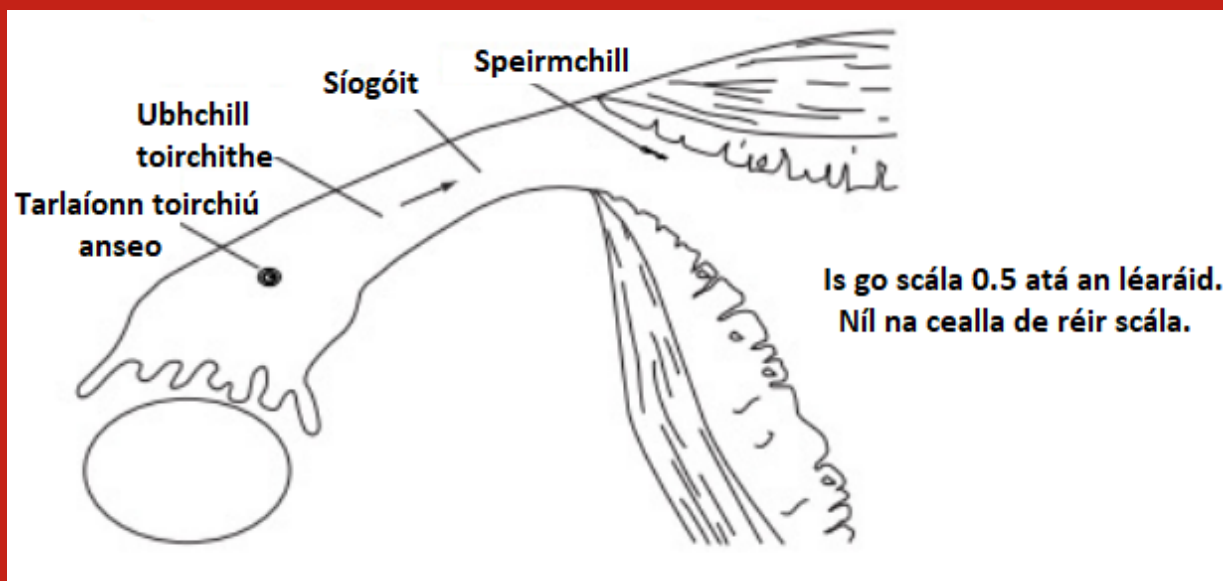 Speirmchill
Síogóit
Ubhchill
toirchithe
Tarlaíonn toirchiú
anseo
Is go scála 0.5 atá an léaráid.
Níl na cealla de réir scála.